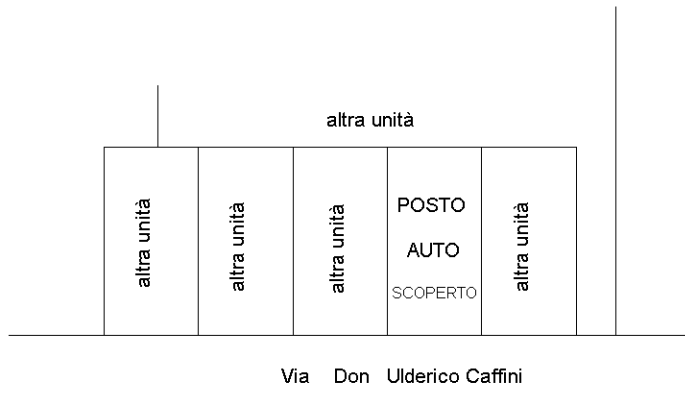 altra unità
altra unità
altra unità
altra unità
POSTO
AUTO
SCOPERTO
altra unità
Via Don Ulderico Caffini